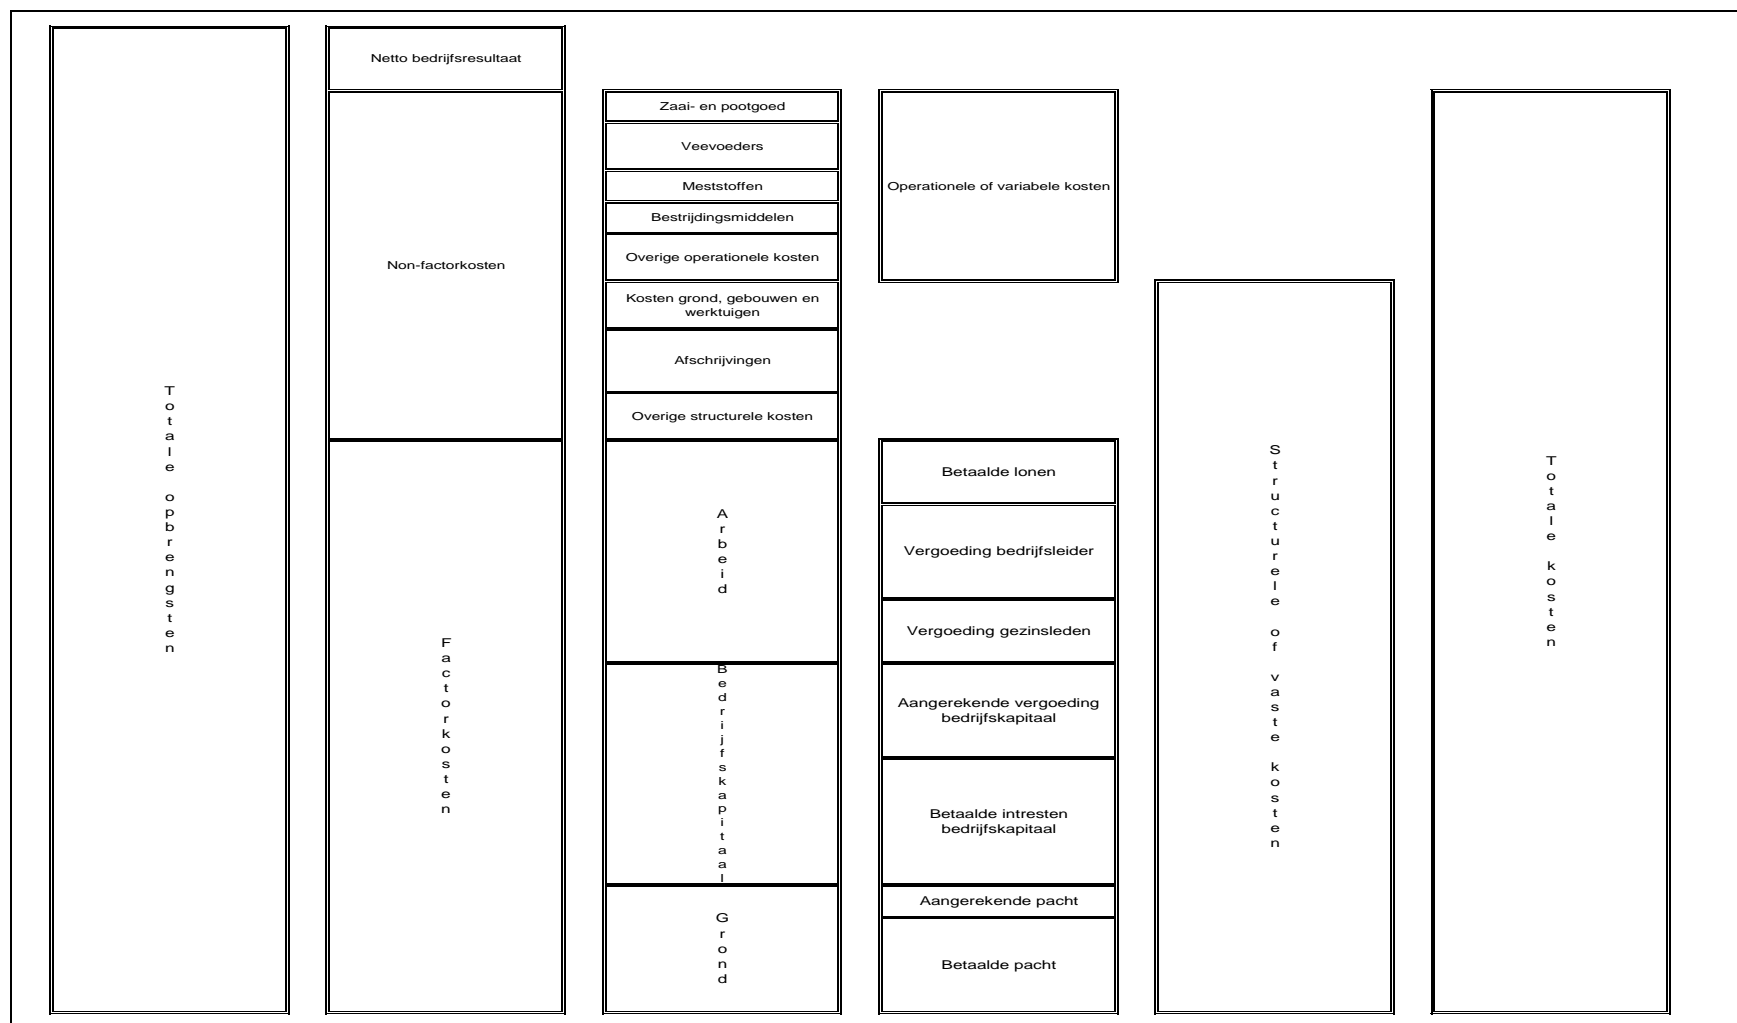 Totale opbrengsten
Netto bedrijfsresultaat
Non-factorkosten
Factorkosten
Zaai- en pootgoed
Veevoeders
Meststoffen
Bestrijdingsmiddelen
Overige operationele kosten
Kosten grond, gebouwen en
werktuigen
Afschrijvingen
Overige structurele kosten
Arbeid
Bedrijfskapitaal
Grond
Operationele of variabele kosten
Betaalde lonen
Vergoeding bedrijfsleider
Vergoeding gezinsleden
Aangerekende vergoeding
bedrijfskapitaal
Betaalde intresten
bedrijfskapitaal
Aangerekende pacht
Betaalde pacht
Structurele of vaste kosten
Totale kosten